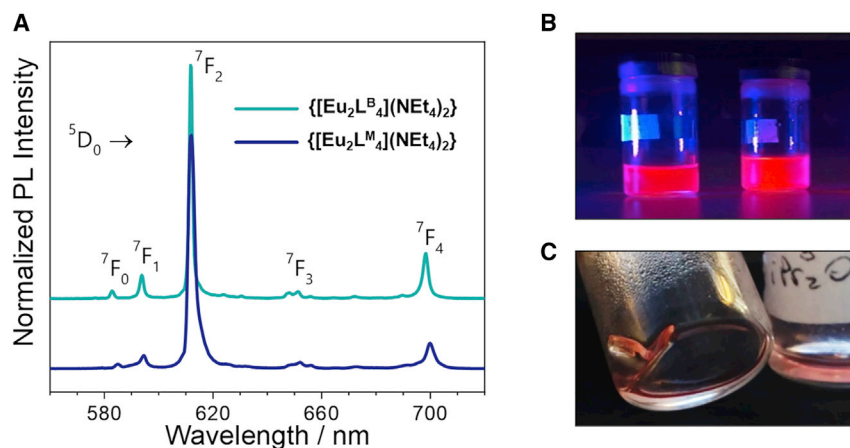 A
Normalized PL Intensity
⁵D₀ →
⁷F₀
⁷F₁
⁷F₂
⁷F₃
⁷F₄
{[Eu₂Lᴮ₄](NEt₄)₂}
{[Eu₂Lᴹ₄](NEt₄)₂}
580 620 660 700
Wavelength / nm
B
C